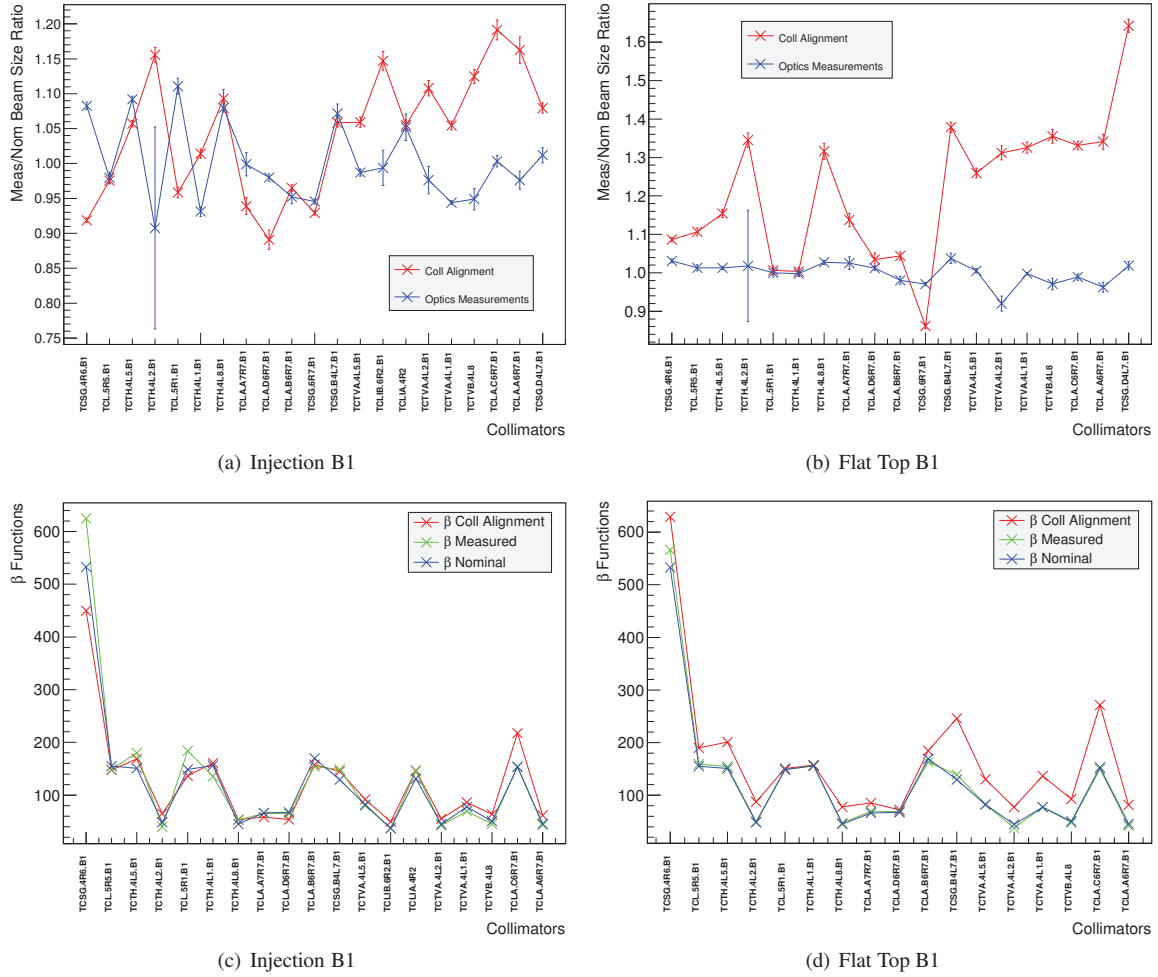 Meas/Nom Beam Size Ratio
1.20
1.15
1.10
1.05
1.00
0.95
0.90
0.85
0.80
0.75
Coll Alignment
Optics Measurements
TCSG.4R6.B1
TCL.5R5.B1
TCTH.4L5.B1
TCTH.4L2.B1
TCL.5R1.B1
TCTH.4L1.B1
TCTH.4L8.B1
TCLA.A7R7.B1
TCLA.D6R7.B1
TCLA.B6R7.B1
TCSG.6R7.B1
TCSG.B4L7.B1
TCTVA.4L5.B1
TCLIB.6R2.B1
TCLIA.4R2
TCTVA.4L2.B1
TCTVA.4L1.B1
TCTVB.4L8
TCLA.C6R7.B1
TCLA.A6R7.B1
TCSG.D4L7.B1
Collimators
(a) Injection B1
Meas/Nom Beam Size Ratio
1.6
1.5
1.4
1.3
1.2
1.1
1.0
0.9
Coll Alignment
Optics Measurements
TCSG.4R6.B1
TCL.5R5.B1
TCTH.4L5.B1
TCTH.4L2.B1
TCL.5R1.B1
TCTH.4L1.B1
TCTH.4L8.B1
TCLA.A7R7.B1
TCLA.D6R7.B1
TCLA.B6R7.B1
TCSG.6R7.B1
TCSG.B4L7.B1
TCTVA.4L5.B1
TCTVA.4L2.B1
TCTVA.4L1.B1
TCTVB.4L8
TCLA.C6R7.B1
TCLA.A6R7.B1
TCSG.D4L7.B1
Collimators
(b) Flat Top B1
β Functions
600
500
400
300
200
100
β Coll Alignment
β Measured
β Nominal
TCSG.4R6.B1
TCL.5R5.B1
TCTH.4L5.B1
TCTH.4L2.B1
TCL.5R1.B1
TCTH.4L1.B1
TCTH.4L8.B1
TCLA.A7R7.B1
TCLA.D6R7.B1
TCLA.B6R7.B1
TCSG.B4L7.B1
TCTVA.4L5.B1
TCLIB.6R2.B1
TCLIA.4R2
TCTVA.4L2.B1
TCTVA.4L1.B1
TCTVB.4L8
TCLA.C6R7.B1
TCLA.A6R7.B1
Collimators
(c) Injection B1
β Functions
600
500
400
300
200
100
β Coll Alignment
β Measured
β Nominal
TCSG.4R6.B1
TCL.5R5.B1
TCTH.4L5.B1
TCTH.4L2.B1
TCL.5R1.B1
TCTH.4L1.B1
TCTH.4L8.B1
TCLA.A7R7.B1
TCLA.D6R7.B1
TCLA.B6R7.B1
TCSG.B4L7.B1
TCTVA.4L5.B1
TCTVA.4L2.B1
TCTVA.4L1.B1
TCTVB.4L8
TCLA.C6R7.B1
TCLA.A6R7.B1
Collimators
(d) Flat Top B1